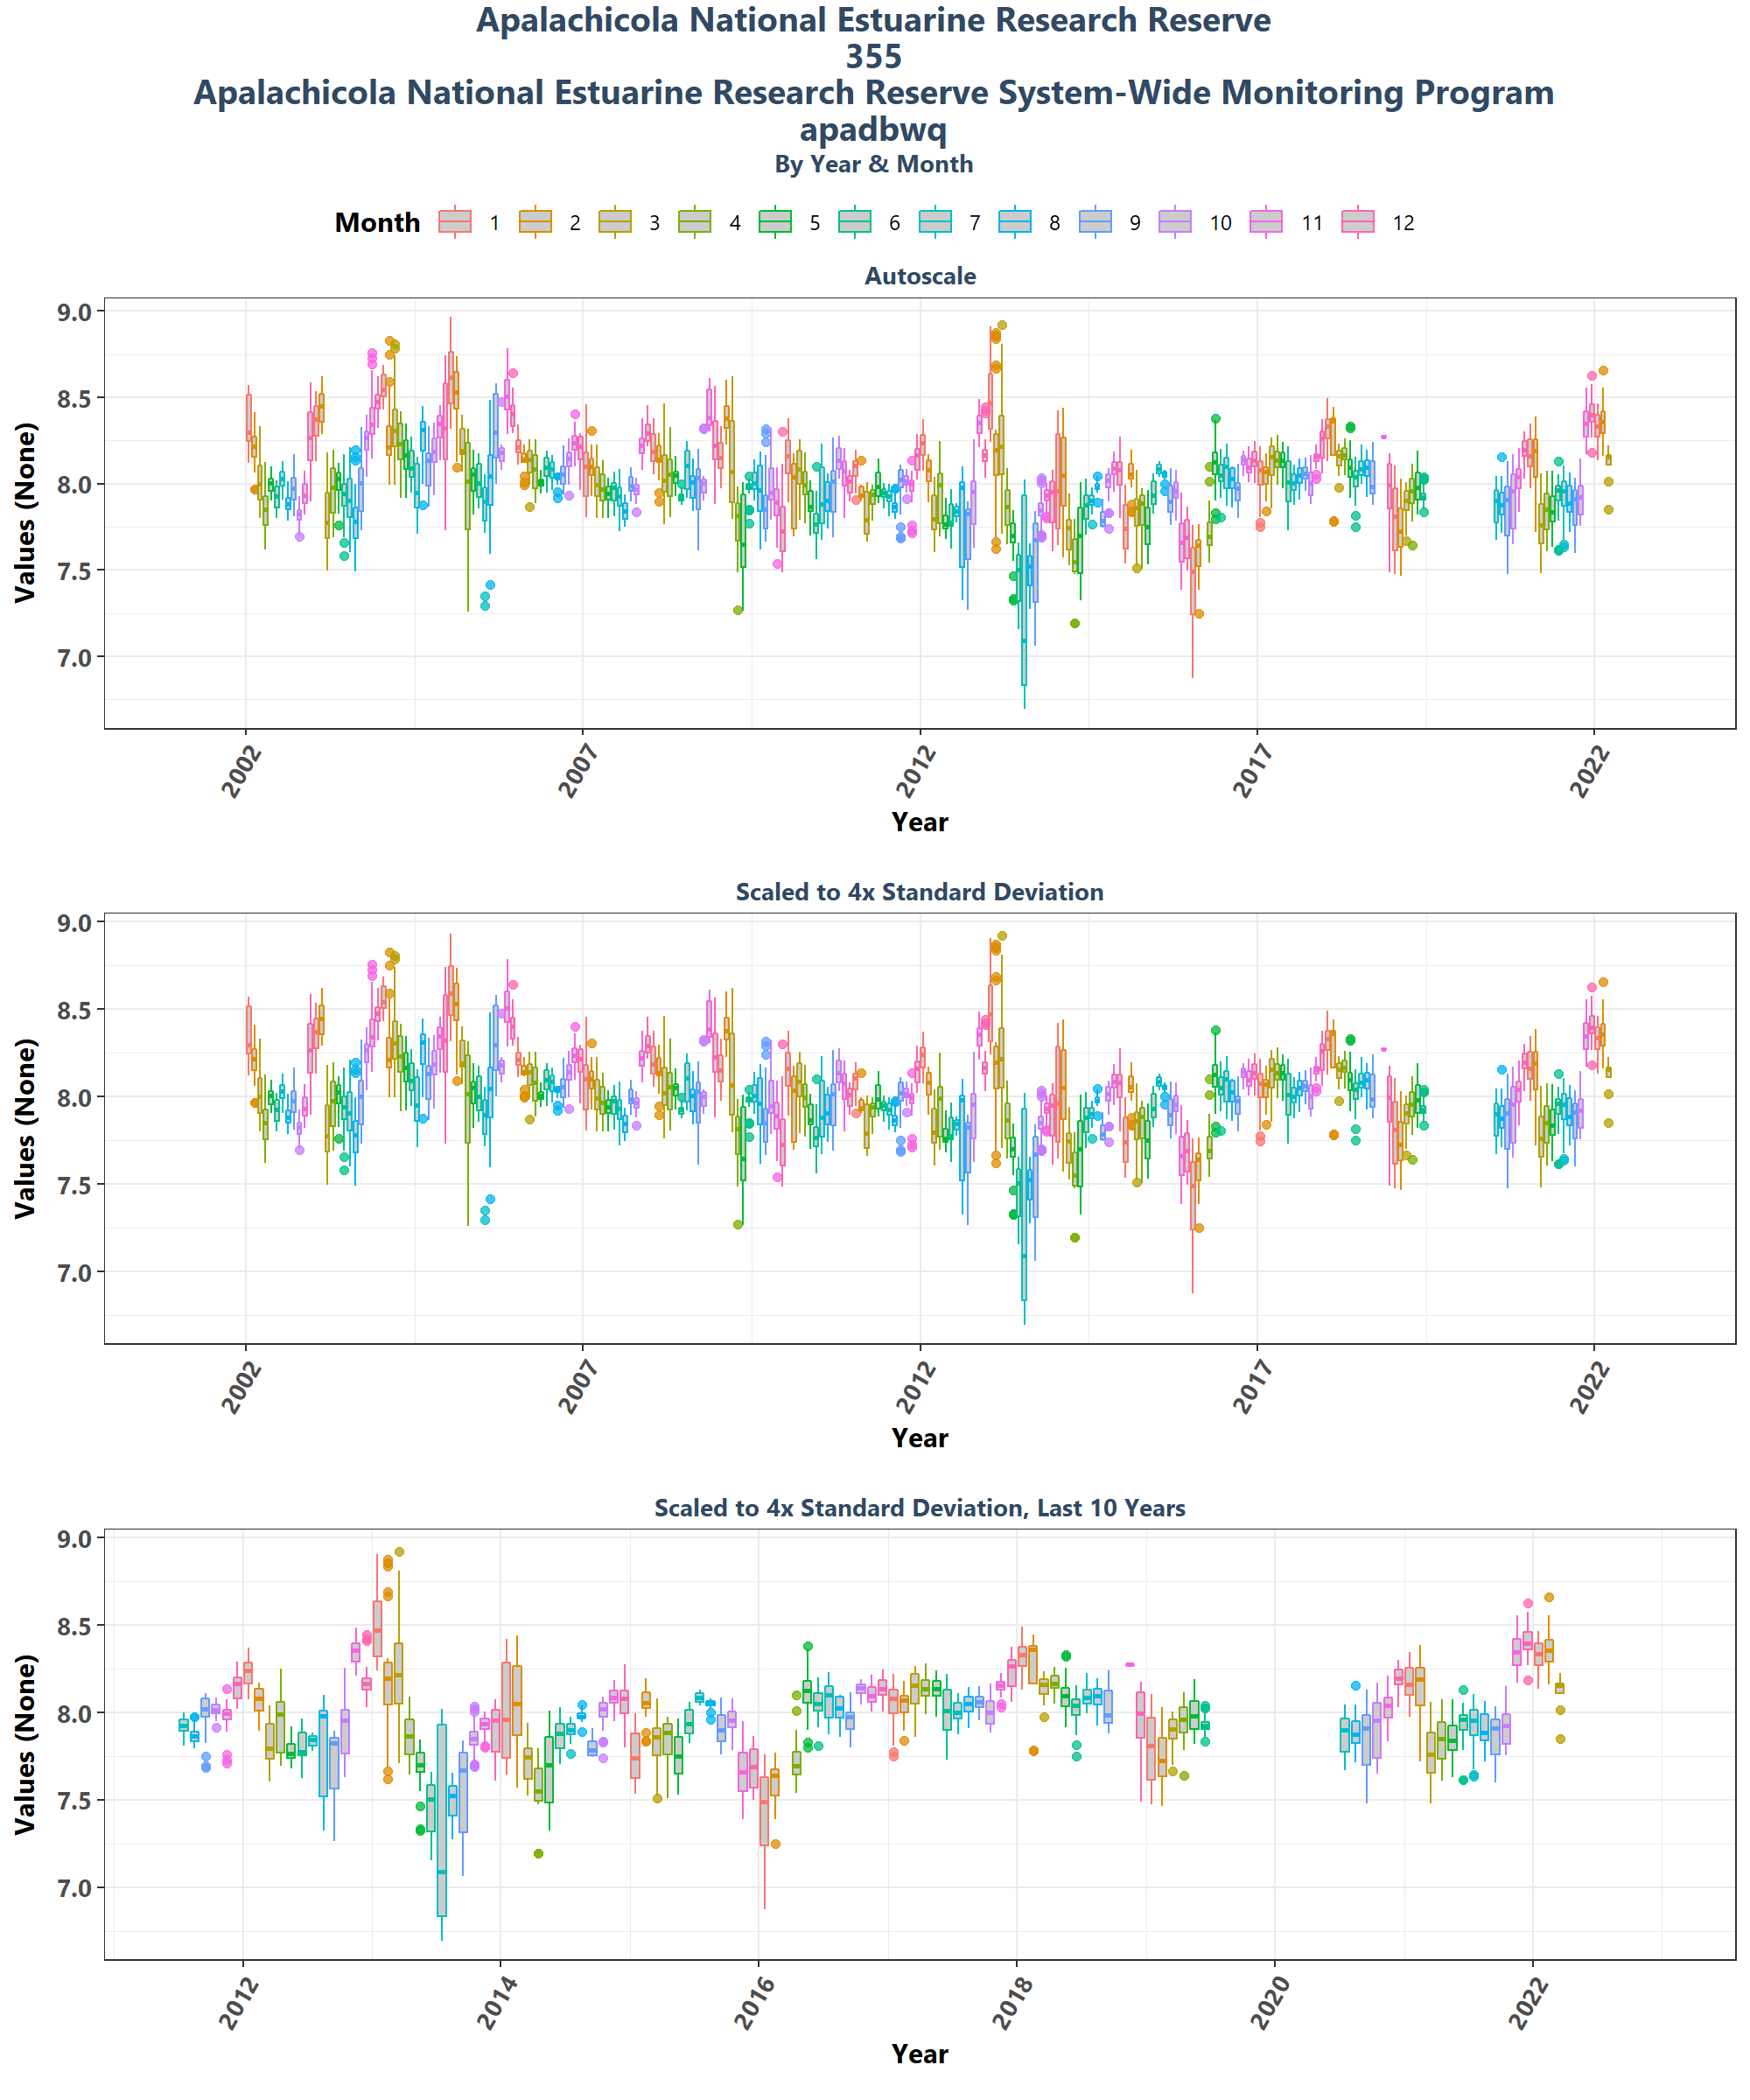 Apalachicola National Estuarine Research Reserve
355
Apalachicola National Estuarine Research Reserve System-Wide Monitoring Program
apadbwq
By Year & Month
Month 1 2 3 4 5 6 7 8 9 10 11 12
Autoscale
Values (None)
9.0
8.5
8.0
7.5
7.0
2002 2007 2012 2017 2022
Year
Scaled to 4x Standard Deviation
Values (None)
9.0
8.5
8.0
7.5
7.0
2002 2007 2012 2017 2022
Year
Scaled to 4x Standard Deviation, Last 10 Years
Values (None)
9.0
8.5
8.0
7.5
7.0
2012 2014 2016 2018 2020 2022
Year